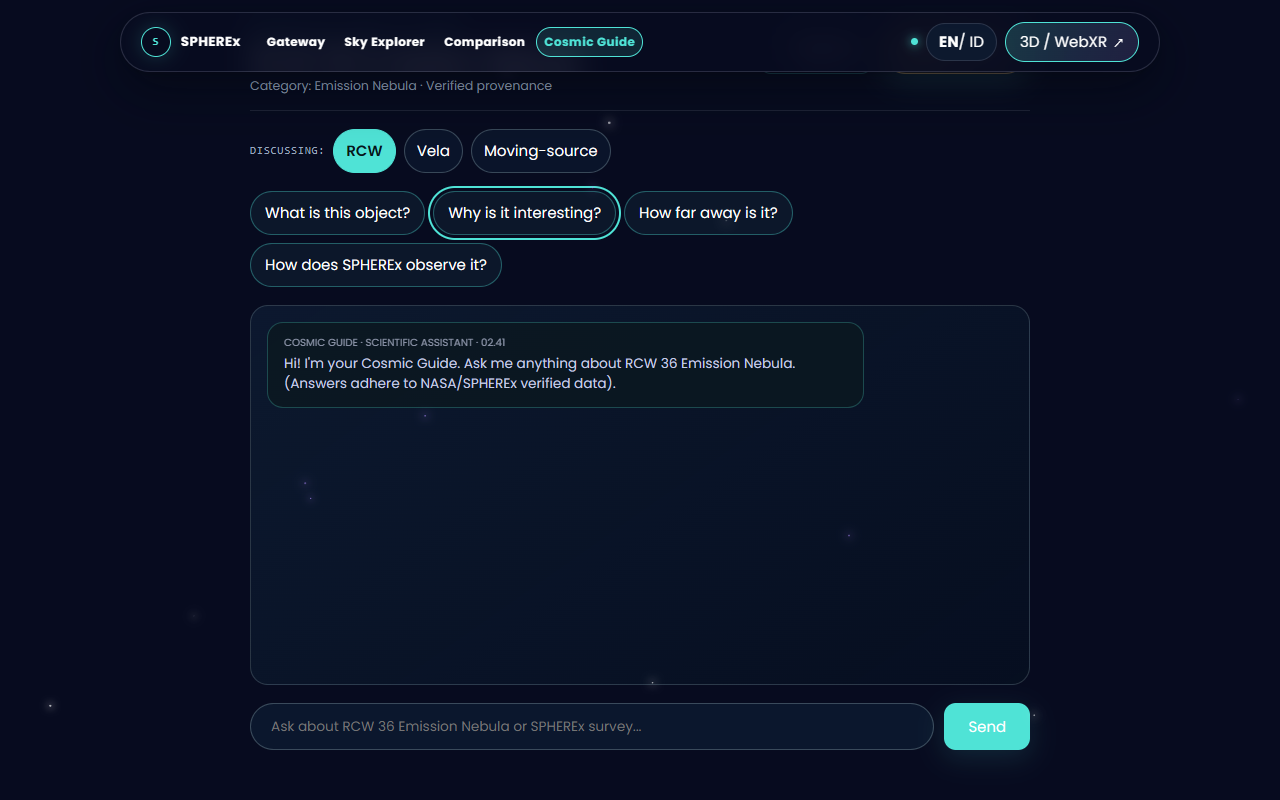 S SPHEREx Gateway Sky Explorer Comparison Cosmic Guide EN/ ID 3D / WebXR ↗
Category: Emission Nebula · Verified provenance
DISCUSSING: RCW Vela Moving-source
What is this object? Why is it interesting? How far away is it?
How does SPHEREx observe it?
COSMIC GUIDE · SCIENTIFIC ASSISTANT · 02.41
Hi! I'm your Cosmic Guide. Ask me anything about RCW 36 Emission Nebula.
(Answers adhere to NASA/SPHEREx verified data).
Ask about RCW 36 Emission Nebula or SPHEREx survey... Send